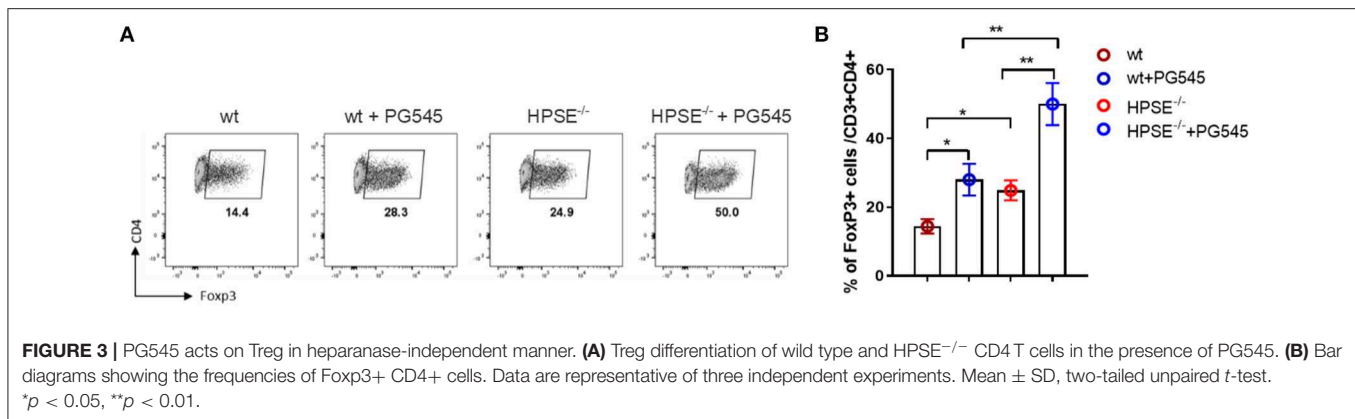 A
wt
wt + PG545
HPSE-/-
HPSE-/- + PG545
14.4
28.3
24.9
50.0
CD4
Foxp3
B
% of FoxP3+ cells /CD3+CD4+
60
40
20
0
*
*
**
**
wt
wt+PG545
HPSE-/-
HPSE-/-+PG545
FIGURE 3 | PG545 acts on Treg in heparanase-independent manner. (A) Treg differentiation of wild type and HPSE−/− CD4 T cells in the presence of PG545. (B) Bar
diagrams showing the frequencies of Foxp3+ CD4+ cells. Data are representative of three independent experiments. Mean ± SD, two-tailed unpaired t-test.
*p < 0.05, **p < 0.01.